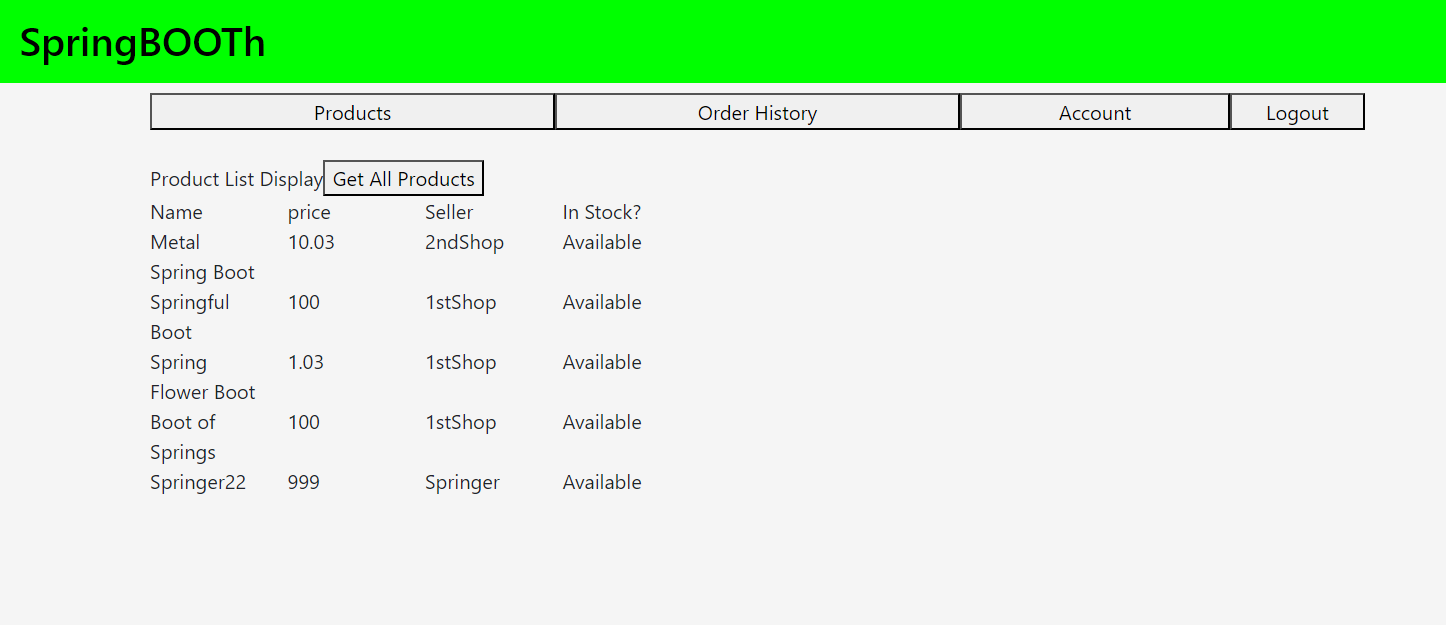 SpringBOOTh
Products Order History Account Logout
Product List Display Get All Products
Name price Seller In Stock?
Metal 10.03 2ndShop Available
Spring Boot
Springful 100 1stShop Available
Boot
Spring 1.03 1stShop Available
Flower Boot
Boot of 100 1stShop Available
Springs
Springer22 999 Springer Available